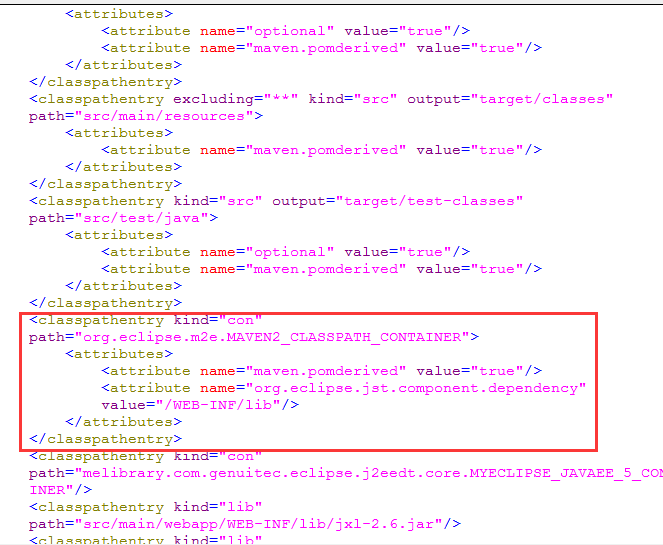 <attributes>
<attribute name="optional" value="true"/>
<attribute name="maven.pomderived" value="true"/>
</attributes>
</classpathentry>
<classpathentry excluding="**" kind="src" output="target/classes"
path="src/main/resources">
<attributes>
<attribute name="maven.pomderived" value="true"/>
</attributes>
</classpathentry>
<classpathentry kind="src" output="target/test-classes"
path="src/test/java">
<attributes>
<attribute name="optional" value="true"/>
<attribute name="maven.pomderived" value="true"/>
</attributes>
</classpathentry>
<classpathentry kind="con"
path="org.eclipse.m2e.MAVEN2_CLASSPATH_CONTAINER">
<attributes>
<attribute name="maven.pomderived" value="true"/>
<attribute name="org.eclipse.jst.component.dependency"
value="/WEB-INF/lib"/>
</attributes>
</classpathentry>
<classpathentry kind="con"
path="melibrary.com.genuitec.eclipse.j2eedt.core.MYECLIPSE_JAVAEE_5_CON
INER"/>
<classpathentry kind="lib"
path="src/main/webapp/WEB-INF/lib/jxl-2.6.jar"/>
<classpathentry kind="lib"